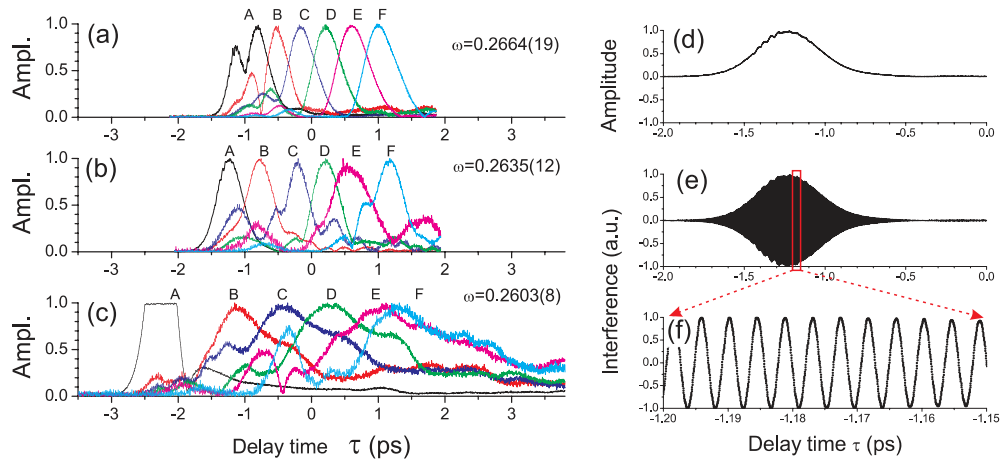 (a)
A B C D E F
ω=0.2664(19)
Ampl.
1.0
0.5
0.0
-3 -2 -1 0 1 2 3
(b)
A B C D E F
ω=0.2635(12)
Ampl.
1.0
0.5
0.0
-3 -2 -1 0 1 2 3
(c)
A B C D E F
ω=0.2603(8)
Ampl.
1.0
0.5
0.0
-3 -2 -1 0 1 2 3
Delay time τ (ps)
(d)
Amplitude
1.0
0.5
0.0
-0.5
-1.0
-2.0 -1.5 -1.0 -0.5 0.0
(e)
Interference (a.u.)
1.0
0.5
0.0
-0.5
-1.0
-2.0 -1.5 -1.0 -0.5 0.0
(f)
1.0
0.5
0.0
-0.5
-1.0
-1.20 -1.19 -1.18 -1.17 -1.16 -1.15
Delay time τ (ps)